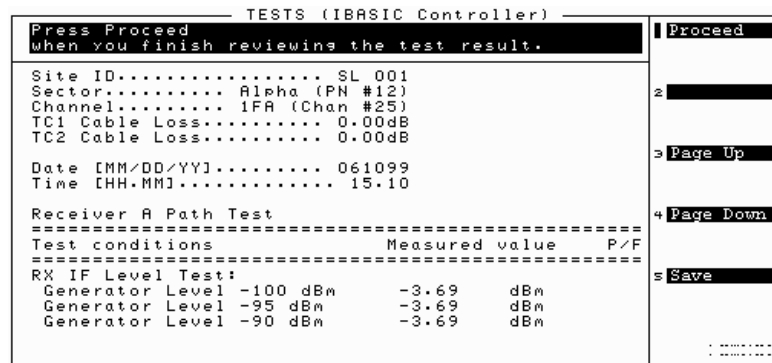 TESTS (IBASIC Controller)
Press Proceed
when you finish reviewing the test result.
Proceed
Site ID................. SL 001
Sector.......... Alpha (PN #12)
Channel......... 1FA (Chan #25)
TC1 Cable Loss.......... 0.00dB
TC2 Cable Loss.......... 0.00dB
2
Date [MM/DD/YY]......... 061099
Time [HH.MM]............. 15.10
3 Page Up
Receiver A Path Test
4 Page Down
==================================================
Test conditions Measured value P/F
==================================================
RX IF Level Test:
Generator Level -100 dBm -3.69 dBm
Generator Level -95 dBm -3.69 dBm
Generator Level -90 dBm -3.69 dBm
5 Save